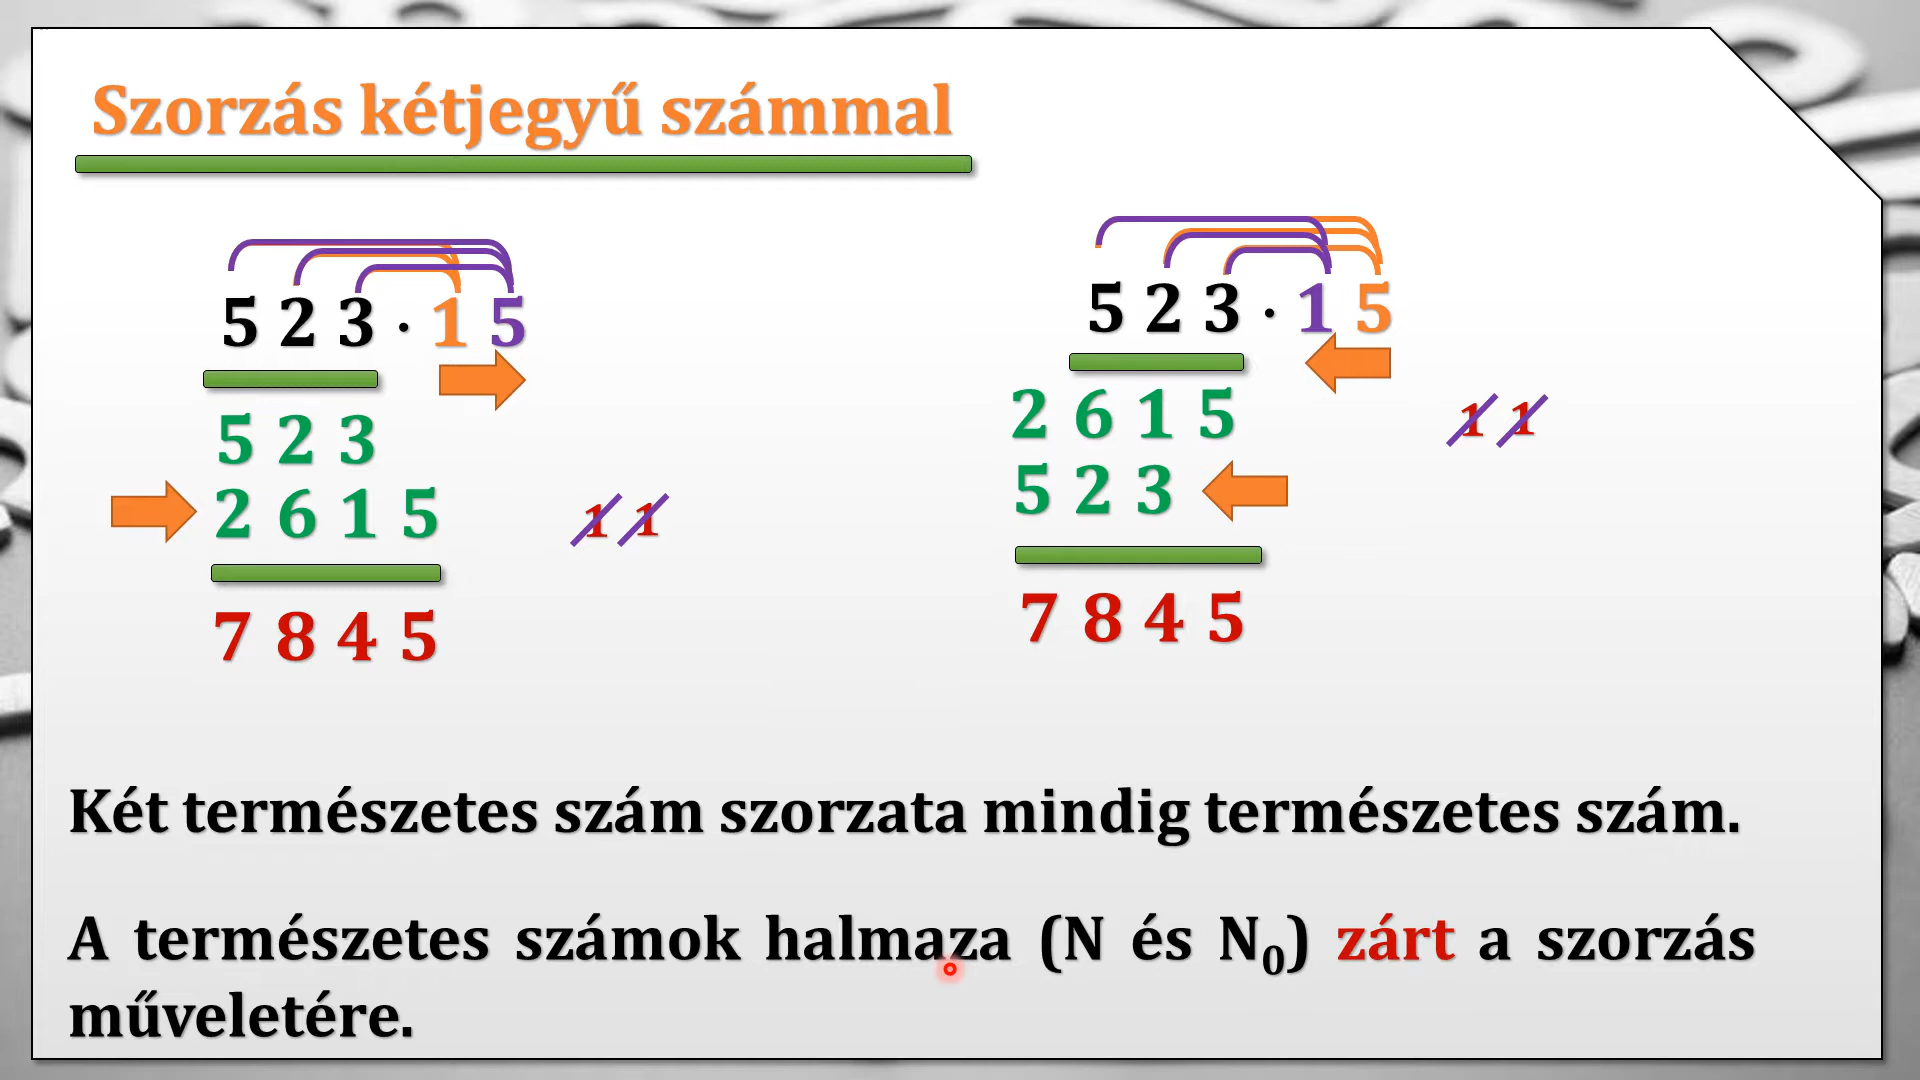 Szorzás kétjegyű számmal
5 2 3 · 1 5
5 2 3
2 6 1 5
1 1
7 8 4 5
5 2 3 · 1 5
2 6 1 5
1 1
5 2 3
7 8 4 5
Két természetes szám szorzata mindig természetes szám.
A természetes számok halmaza (N és N₀) zárt a szorzás
műveletére.